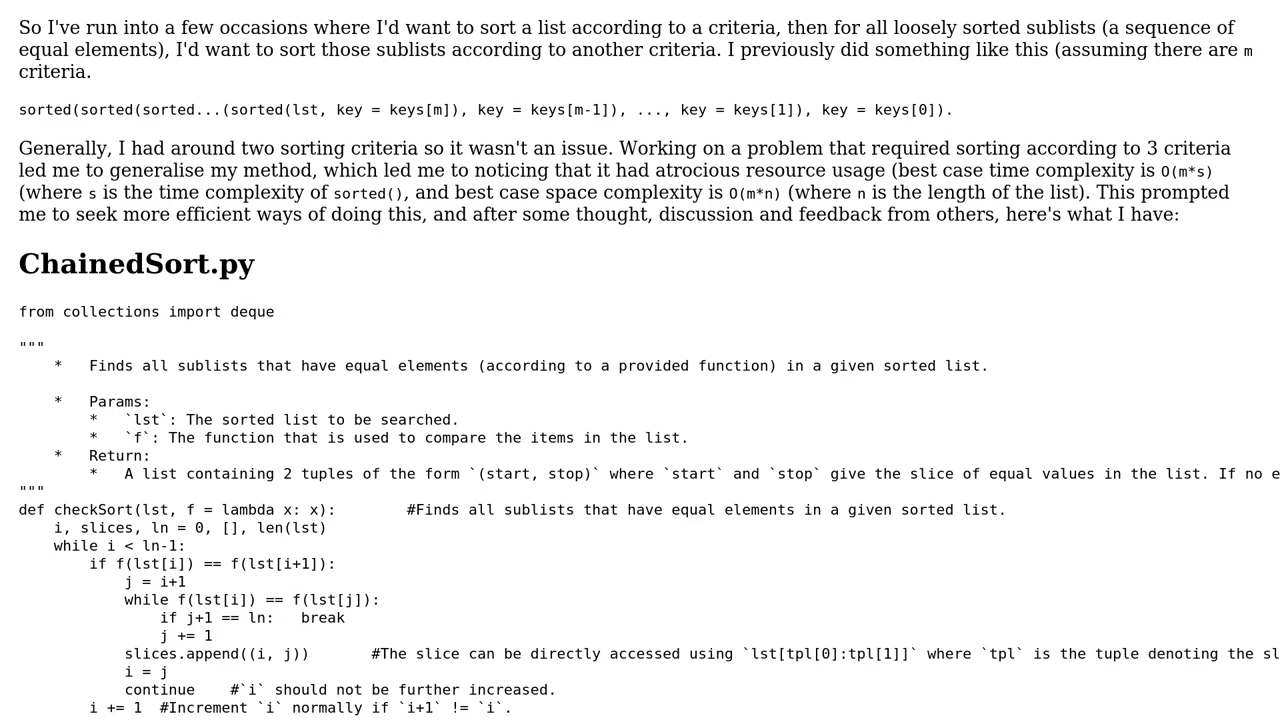 So I've run into a few occasions where I'd want to sort a list according to a criteria, then for all loosely sorted sublists (a sequence of
equal elements), I'd want to sort those sublists according to another criteria. I previously did something like this (assuming there are m
criteria.
sorted(sorted(sorted...(sorted(lst, key = keys[m]), key = keys[m-1]), ..., key = keys[1]), key = keys[0]).
Generally, I had around two sorting criteria so it wasn't an issue. Working on a problem that required sorting according to 3 criteria
led me to generalise my method, which led me to noticing that it had atrocious resource usage (best case time complexity is O(m*s)
(where s is the time complexity of sorted(), and best case space complexity is O(m*n) (where n is the length of the list). This prompted
me to seek more efficient ways of doing this, and after some thought, discussion and feedback from others, here's what I have:
ChainedSort.py
from collections import deque
"""
    *   Finds all sublists that have equal elements (according to a provided function) in a given sorted list.
    *   Params:
        *   `lst`: The sorted list to be searched.
        *   `f`: The function that is used to compare the items in the list.
    *   Return:
        *   A list containing 2 tuples of the form `(start, stop)` where `start` and `stop` give the slice of equal values in the list. If no e
"""
def checkSort(lst, f = lambda x: x):        #Finds all sublists that have equal elements in a given sorted list.
    i, slices, ln = 0, [], len(lst)
    while i < ln-1:
        if f(lst[i]) == f(lst[i+1]):
            j = i+1
            while f(lst[i]) == f(lst[j]):
                if j+1 == ln:   break
                j += 1
            slices.append((i, j))       #The slice can be directly accessed using `lst[tpl[0]:tpl[1]]` where `tpl` is the tuple denoting the sl
            i = j
            continue    #`i` should not be further increased.
        i += 1  #Increment `i` normally if `i+1` != `i`.